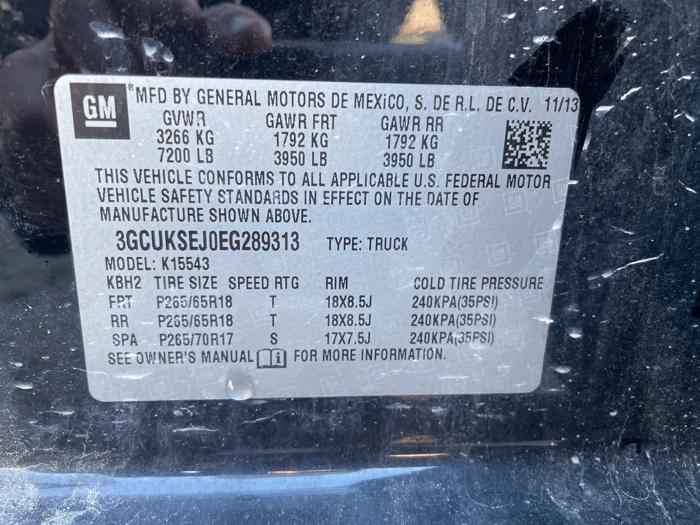 GM ® MFD BY GENERAL MOTORS DE MEXICO, S. DE R.L. DE C.V. 11/13
GVWR GAWR FRT GAWR RR
3266 KG 1792 KG 1792 KG
7200 LB 3950 LB 3950 LB
THIS VEHICLE CONFORMS TO ALL APPLICABLE U.S. FEDERAL MOTOR
VEHICLE SAFETY STANDARDS IN EFFECT ON THE DATE OF
MANUFACTURE SHOWN ABOVE.
3GCUKSEJ0EG289313 TYPE: TRUCK
MODEL: K15543
KBH2 TIRE SIZE SPEED RTG RIM COLD TIRE PRESSURE
FRT P265/65R18 T 18X8.5J 240KPA(35PSI)
RR P265/65R18 T 18X8.5J 240KPA(35PSI)
SPA P265/70R17 S 17X7.5J 240KPA(35PSI)
SEE OWNER'S MANUAL FOR MORE INFORMATION.